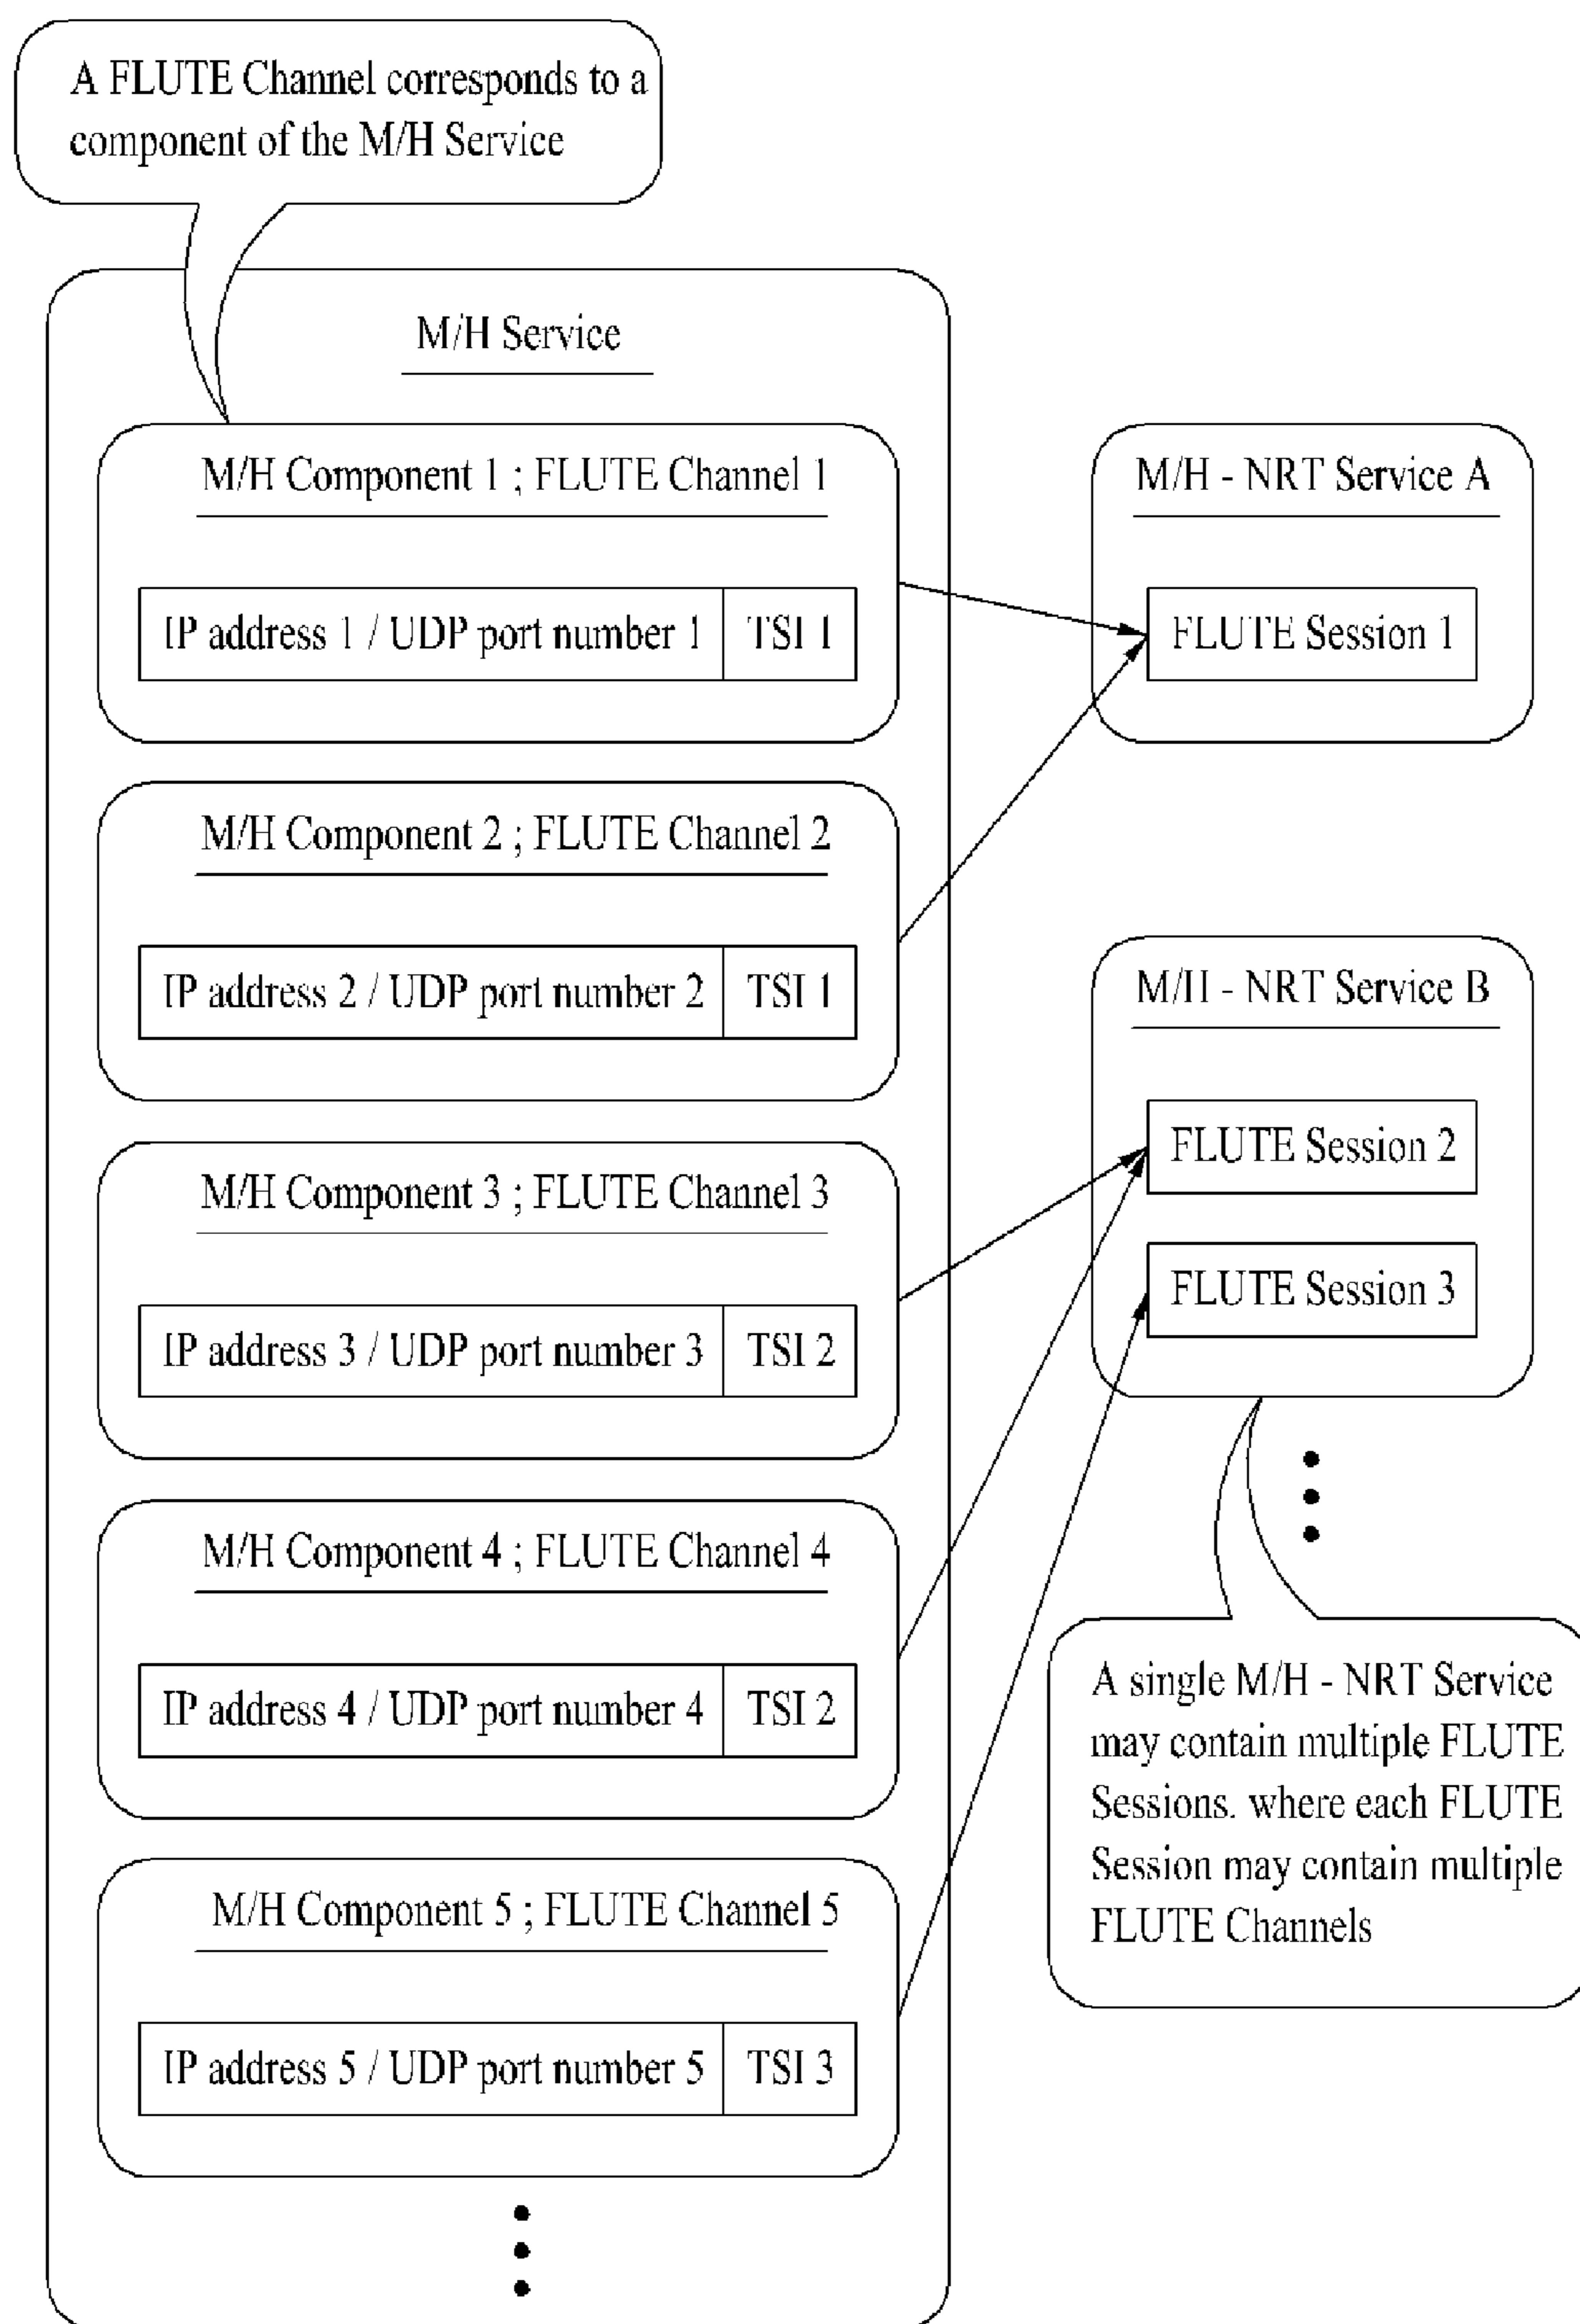 A FLUTE Channel corresponds to a
component of the M/H Service
M/H Service
M/H Component 1 ; FLUTE Channel 1
IP address 1 / UDP port number 1
TSI 1
M/H Component 2 ; FLUTE Channel 2
IP address 2 / UDP port number 2
TSI 1
M/H Component 3 ; FLUTE Channel 3
IP address 3 / UDP port number 3
TSI 2
M/H Component 4 ; FLUTE Channel 4
IP address 4 / UDP port number 4
TSI 2
M/H Component 5 ; FLUTE Channel 5
IP address 5 / UDP port number 5
TSI 3
M/H - NRT Service A
FLUTE Session 1
M/H - NRT Service B
FLUTE Session 2
FLUTE Session 3
A single M/H - NRT Service
may contain multiple FLUTE
Sessions. where each FLUTE
Session may contain multiple
FLUTE Channels